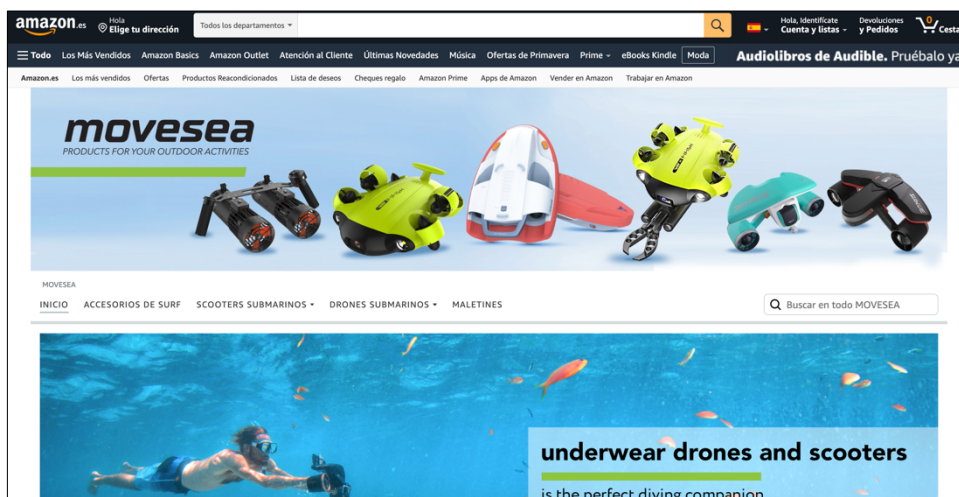 amazon.es
Hola
Elige tu dirección
Todos los departamentos
Hola, Identifícate
Cuenta y listas
Devoluciones
y Pedidos
0
Cesta
Todo Los Más Vendidos Amazon Basics Amazon Outlet Atención al Cliente Últimas Novedades Música Ofertas de Primavera Prime eBooks Kindle Moda Audiolibros de Audible. Pruébalo ya
Amazon.es Los más vendidos Ofertas Productos Reacondicionados Lista de deseos Cheques regalo Amazon Prime Apps de Amazon Vender en Amazon Trabajar en Amazon
movesea
PRODUCTS FOR YOUR OUTDOOR ACTIVITIES
MOVESEA
INICIO ACCESORIOS DE SURF SCOOTERS SUBMARINOS DRONES SUBMARINOS MALETINES
Buscar en todo MOVESEA
underwear drones and scooters
is the perfect diving companion